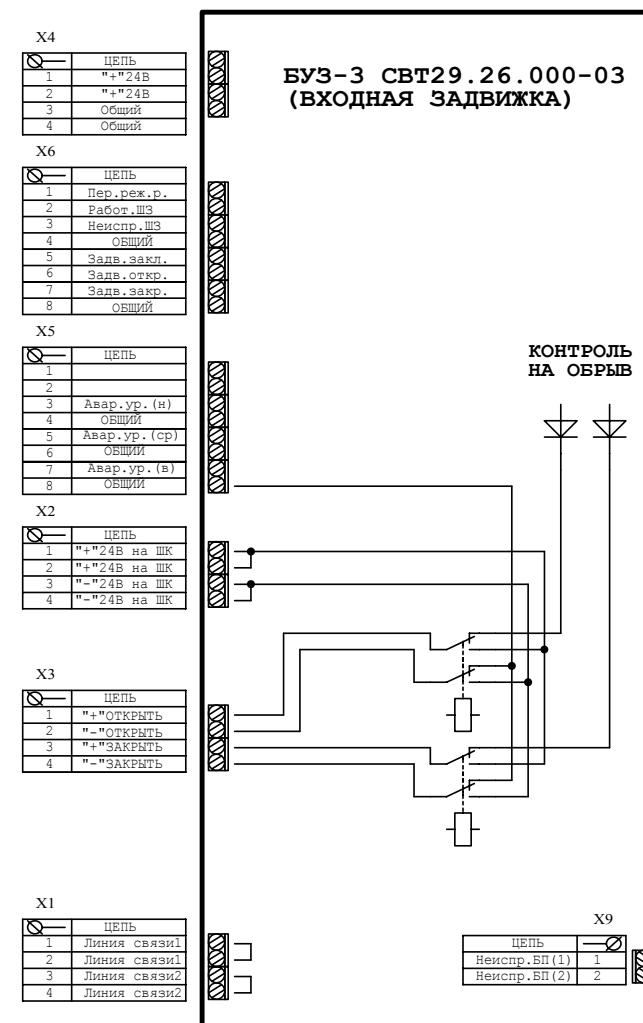 X4
ЦЕПЬ
1 "+"24В
2 "+"24В
3 Общий
4 Общий
БУЗ-3 СВТ29.26.000-03
(ВХОДНАЯ ЗАДВИЖКА)
X6
ЦЕПЬ
1 Пер.реж.р.
2 Работ.ШЗ
3 Неиспр.ШЗ
4 ОБЩИЙ
5 Задв.закл.
6 Задв.откр.
7 Задв.закр.
8 ОБЩИЙ
X5
ЦЕПЬ
1
2
3 Авар.ур.(н)
4 ОБЩИЙ
5 Авар.ур.(ср)
6 ОБЩИЙ
7 Авар.ур.(в)
8 ОБЩИЙ
КОНТРОЛЬ
НА ОБРЫВ
X2
ЦЕПЬ
1 "+"24В на ШК
2 "+"24В на ШК
3 "-"24В на ШК
4 "-"24В на ШК
X3
ЦЕПЬ
1 "+"ОТКРЫТЬ
2 "-"ОТКРЫТЬ
3 "+"ЗАКРЫТЬ
4 "-"ЗАКРЫТЬ
X1
ЦЕПЬ
1 Линия связи1
2 Линия связи1
3 Линия связи2
4 Линия связи2
X9
ЦЕПЬ
Неиспр.БП(1) 1
Неиспр.БП(2) 2